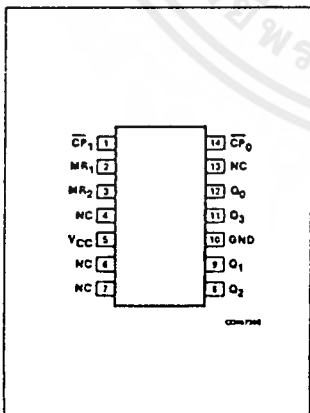 CP₁ 1 14 CP₀
MR₁ 2 13 NC
MR₂ 3 12 Q₀
NC 4 11 Q₃
VCC 5 10 GND
NC 6 9 Q₁
NC 7 8 Q₂